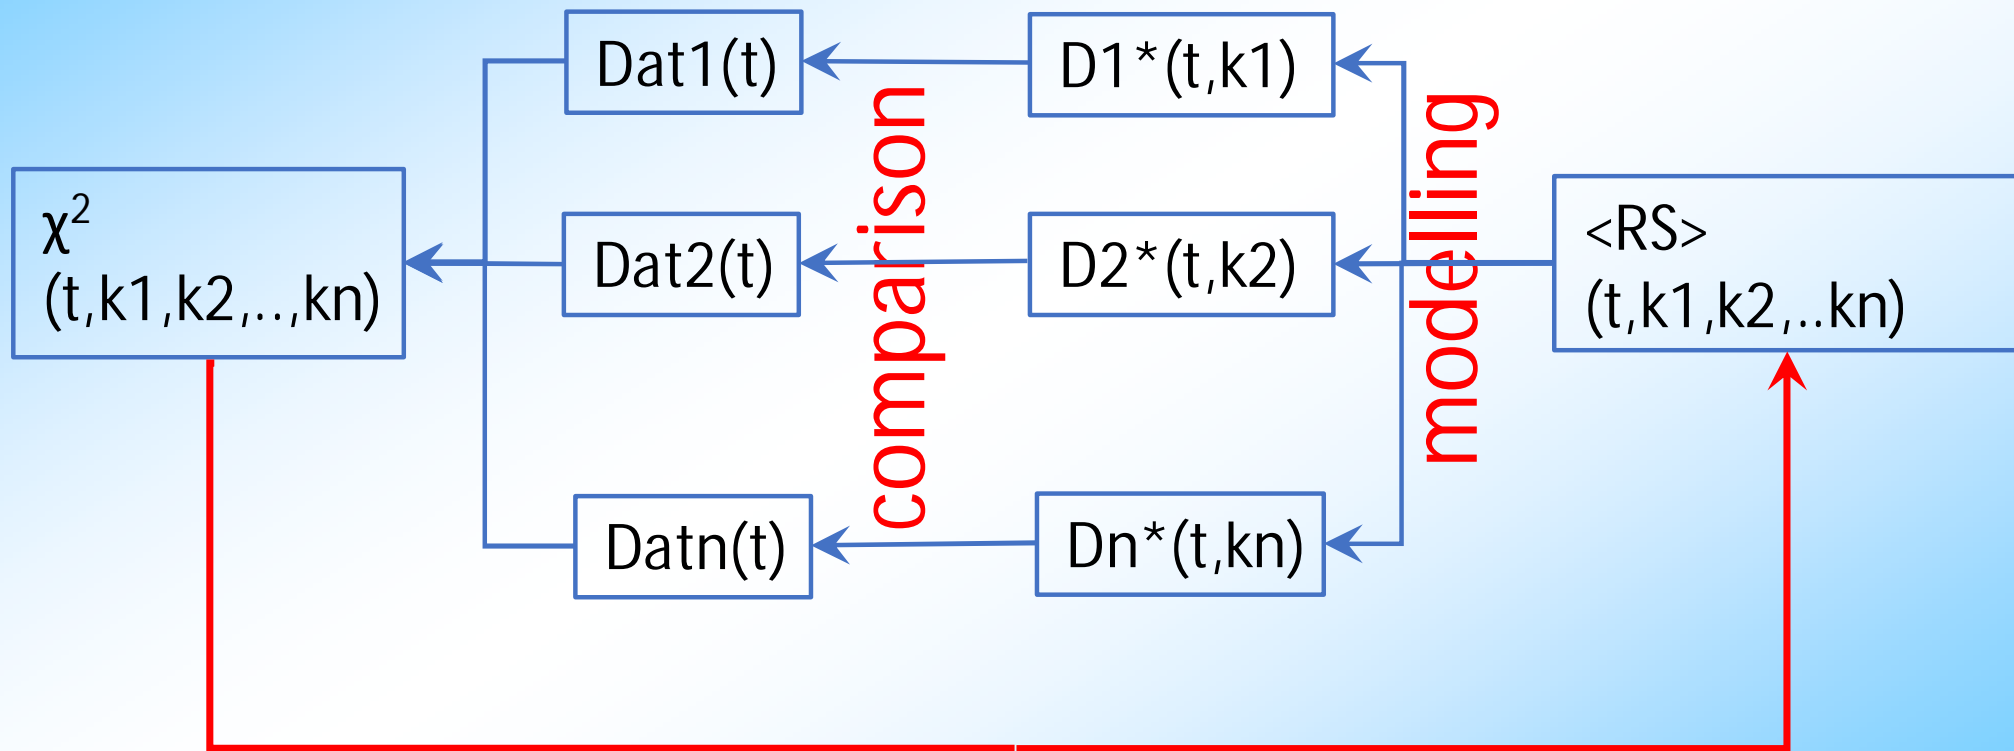 Dat1(t)
D1*(t,k1)
χ²
(t,k1,k2,..,kn)
Dat2(t)
comparison
D2*(t,k2)
modelling
<RS>
(t,k1,k2,..kn)
Datn(t)
Dn*(t,kn)